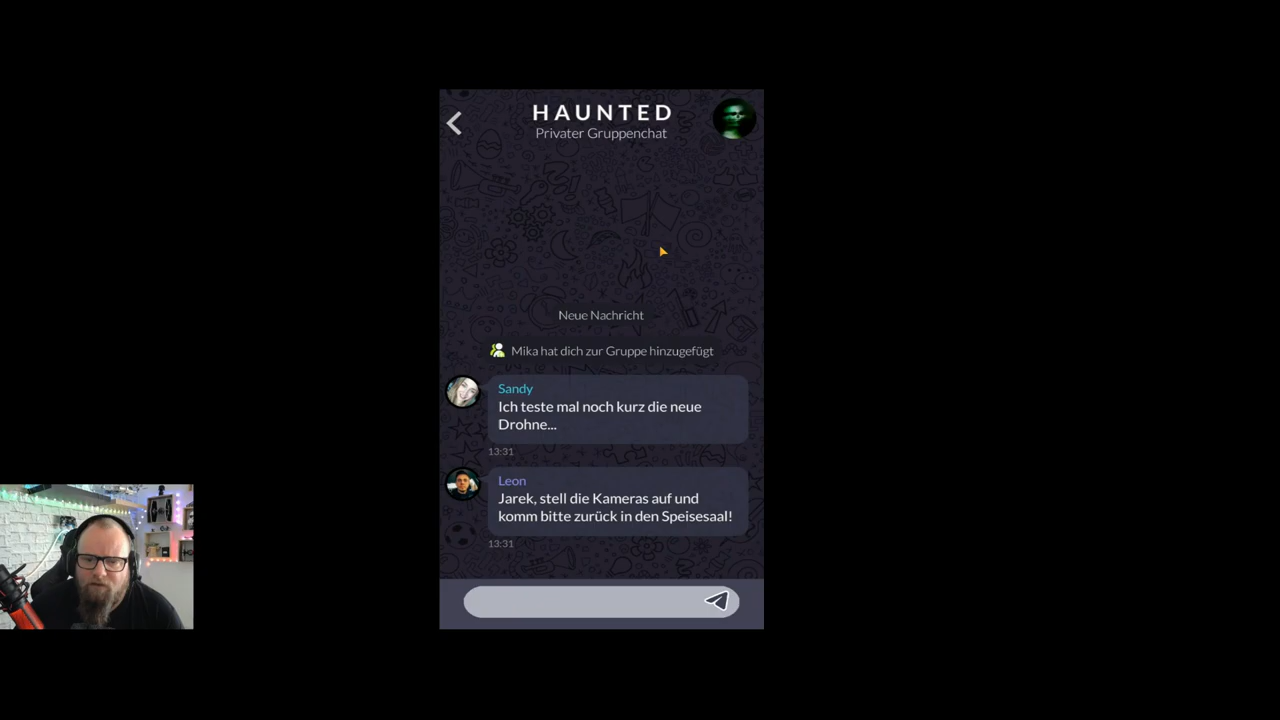 HAUNTED
Privater Gruppenchat
Neue Nachricht
Mika hat dich zur Gruppe hinzugefügt
Sandy
Ich teste mal noch kurz die neue
Drohne...
13:31
Leon
Jarek, stell die Kameras auf und
komm bitte zurück in den Speisesaal!
13:31